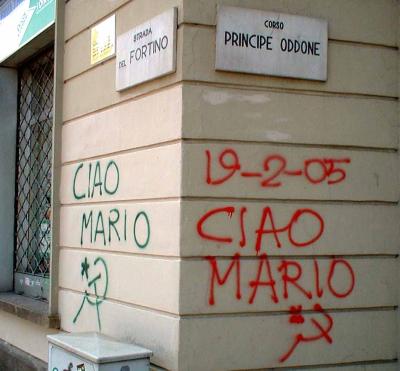 STRADA
DEL FORTINO
CORSO
PRINCIPE ODDONE
CIAO
MARIO
19-2-05
CIAO
MARIO